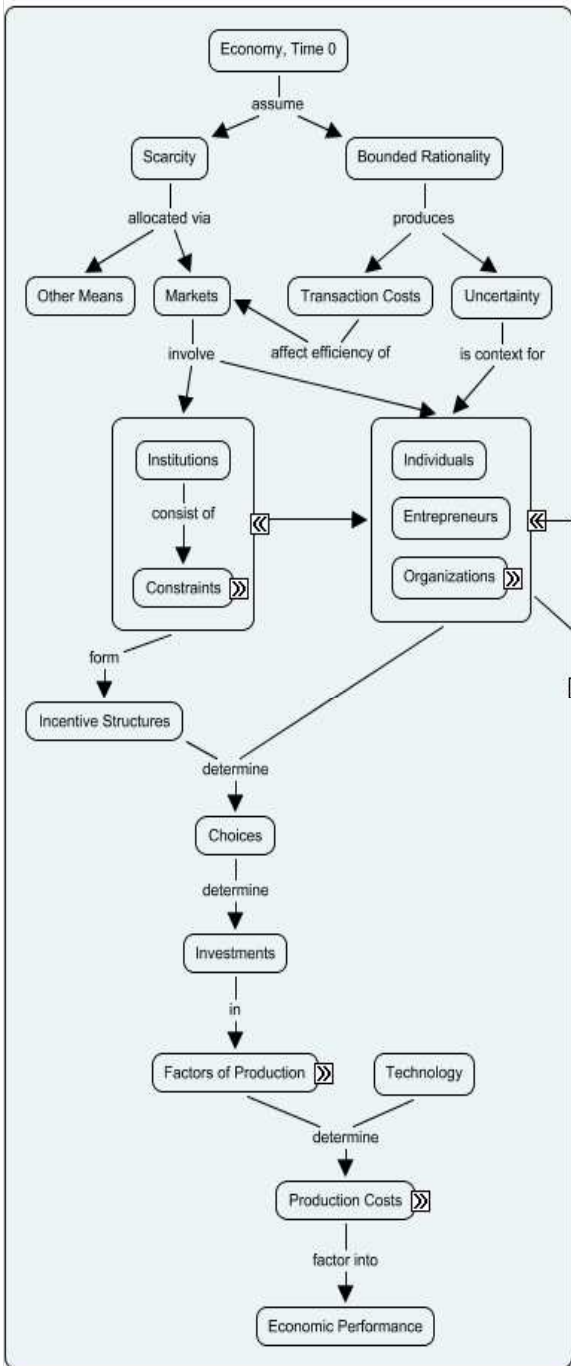 Economy, Time 0
assume
Scarcity
Bounded Rationality
allocated via
produces
Other Means
Markets
Transaction Costs
Uncertainty
involve
affect efficiency of
is context for
Institutions
Individuals
consist of
Entrepreneurs
Constraints
Organizations
form
Incentive Structures
determine
Choices
determine
Investments
in
Factors of Production
Technology
determine
Production Costs
factor into
Economic Performance